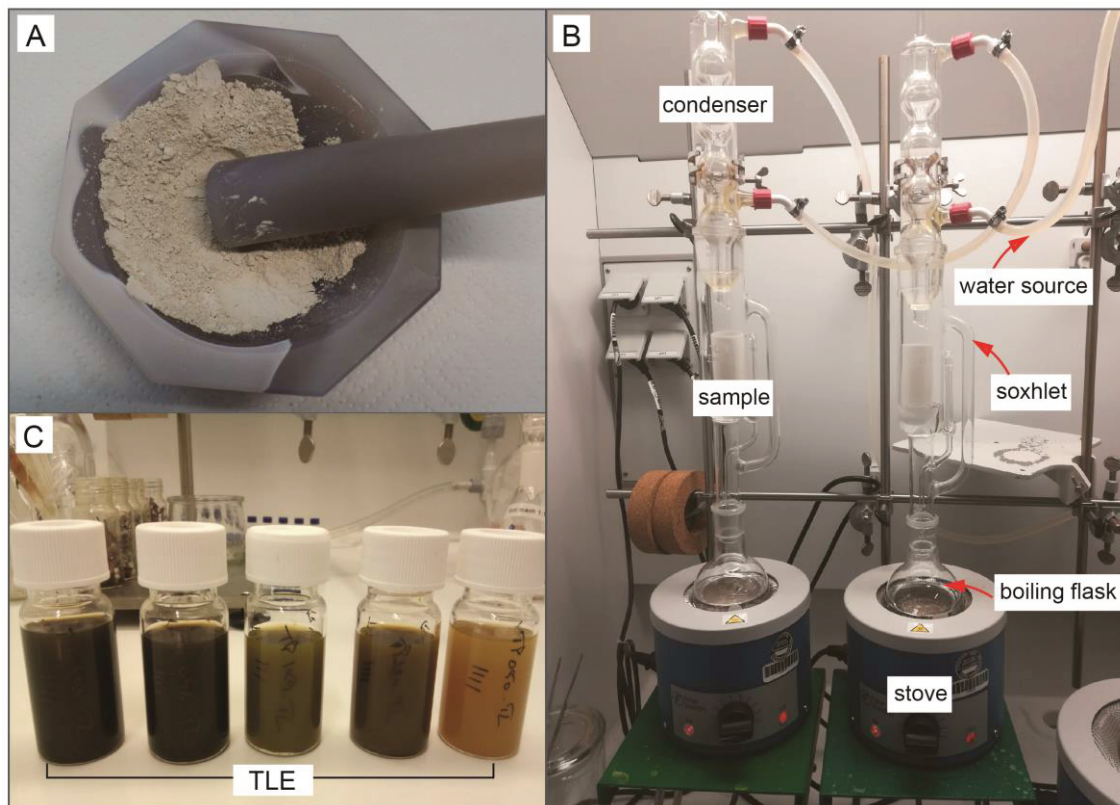 A
B
condenser
water source
soxhlet
sample
boiling flask
stove
C
TLE